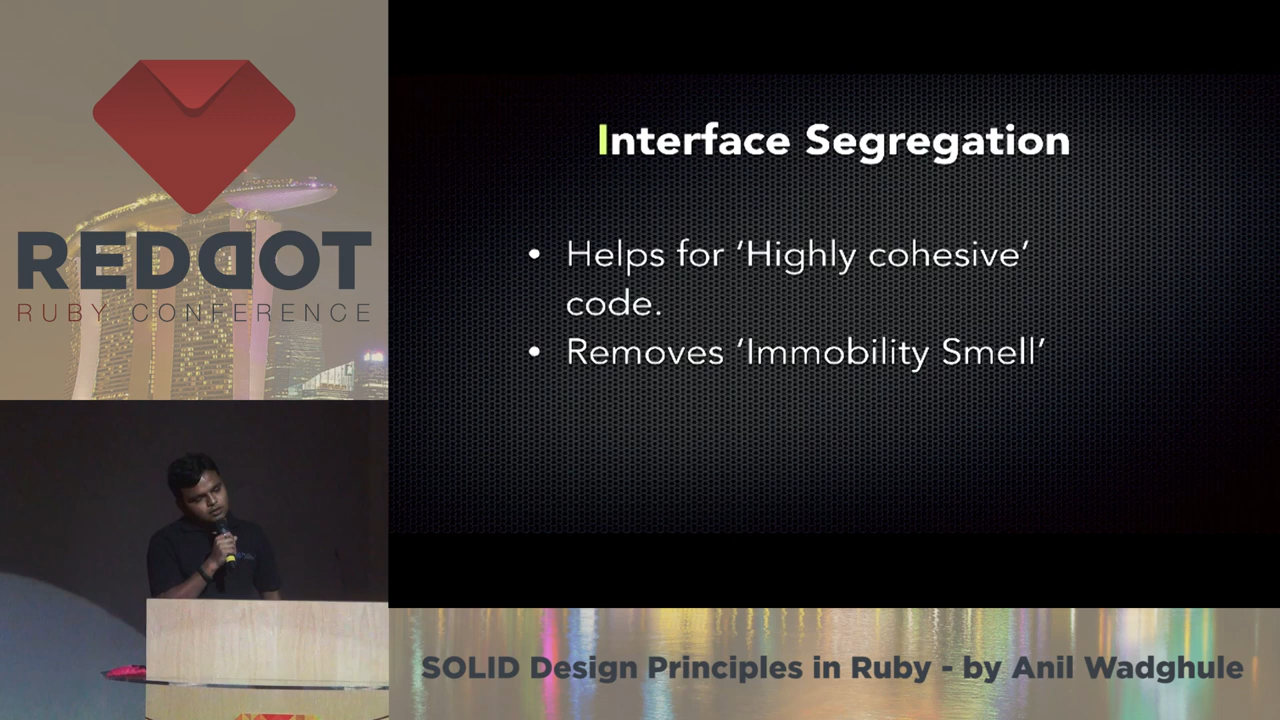 REDDOT
RUBY CONFERENCE
Interface Segregation
• Helps for ‘Highly cohesive’
code.
• Removes ‘Immobility Smell’
SOLID Design Principles in Ruby - by Anil Wadghule